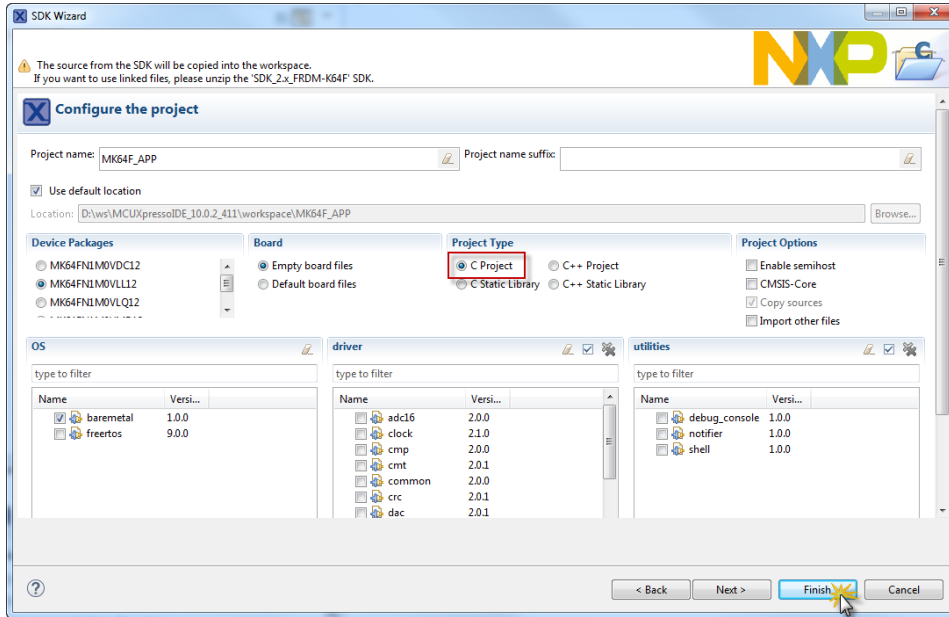 SDK Wizard
The source from the SDK will be copied into the workspace.
If you want to use linked files, please unzip the 'SDK_2.x_FRDM-K64F' SDK.
NXP
C
Configure the project
Project name: MK64F_APP Project name suffix:
Use default location
Location: D:\ws\MCUXpressoIDE_10.0.2_411\workspace\MK64F_APP Browse...
Device Packages Board Project Type Project Options
MK64FN1M0VDC12 Empty board files C Project C++ Project Enable semihost
MK64FN1M0VLL12 Default board files C Static Library C++ Static Library CMSIS-Core
MK64FN1M0VLQ12 Copy sources
Import other files
OS driver utilities
type to filter type to filter type to filter
Name Versi... Name Versi... Name Versi...
baremetal 1.0.0 adc16 2.0.0 debug_console 1.0.0
freertos 9.0.0 clock 2.1.0 notifier 1.0.0
cmp 2.0.0 shell 1.0.0
cmt 2.0.1
common 2.0.0
crc 2.0.1
dac 2.0.1
< Back Next > Finish Cancel